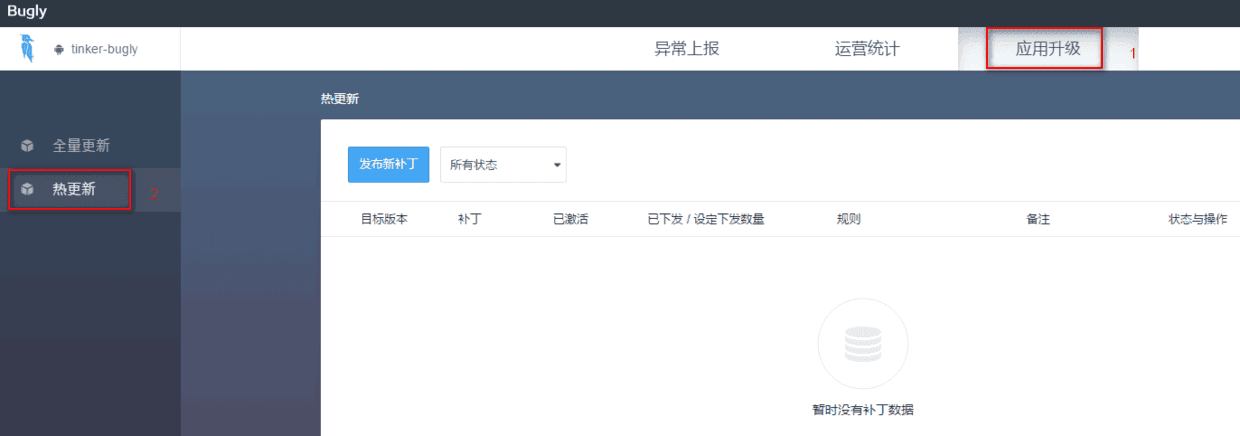 Bugly
tinker-bugly 异常上报 运营统计 应用升级 1
热更新
全量更新
发布新补丁 所有状态
热更新 2
目标版本 补丁 已激活 已下发 / 设定下发数量 规则 备注 状态与操作
暂时没有补丁数据